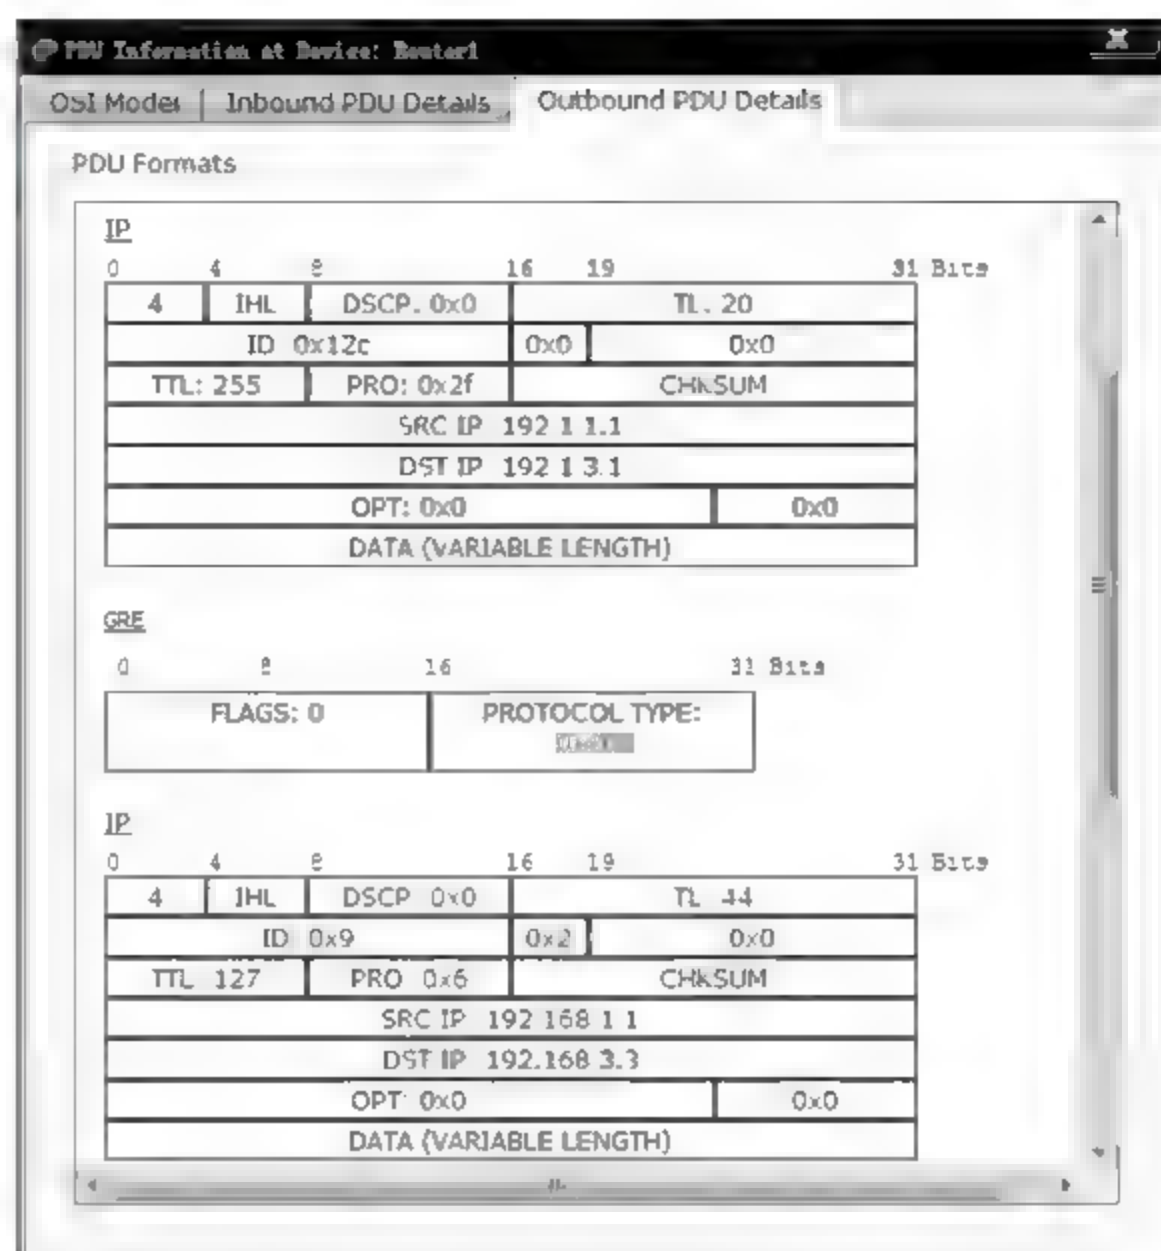 PDU Information at Device: Router1
OSI Model Inbound PDU Details Outbound PDU Details
PDU Formats
IP
0 4 8 16 19 31 Bits
4 IHL DSCP. 0x0 TL. 20
ID 0x12c 0x0 0x0
TTL: 255 PRO: 0x2f CHKSUM
SRC IP 192 1 1.1
DST IP 192 1 3.1
OPT: 0x0 0x0
DATA (VARIABLE LENGTH)
GRE
0 8 16 31 Bits
FLAGS: 0 PROTOCOL TYPE:
IP
0 4 8 16 19 31 Bits
4 IHL DSCP 0x0 TL 44
ID 0x9 0x2 0x0
TTL 127 PRO 0x6 CHKSUM
SRC IP 192 168 1 1
DST IP 192.168 3.3
OPT: 0x0 0x0
DATA (VARIABLE LENGTH)